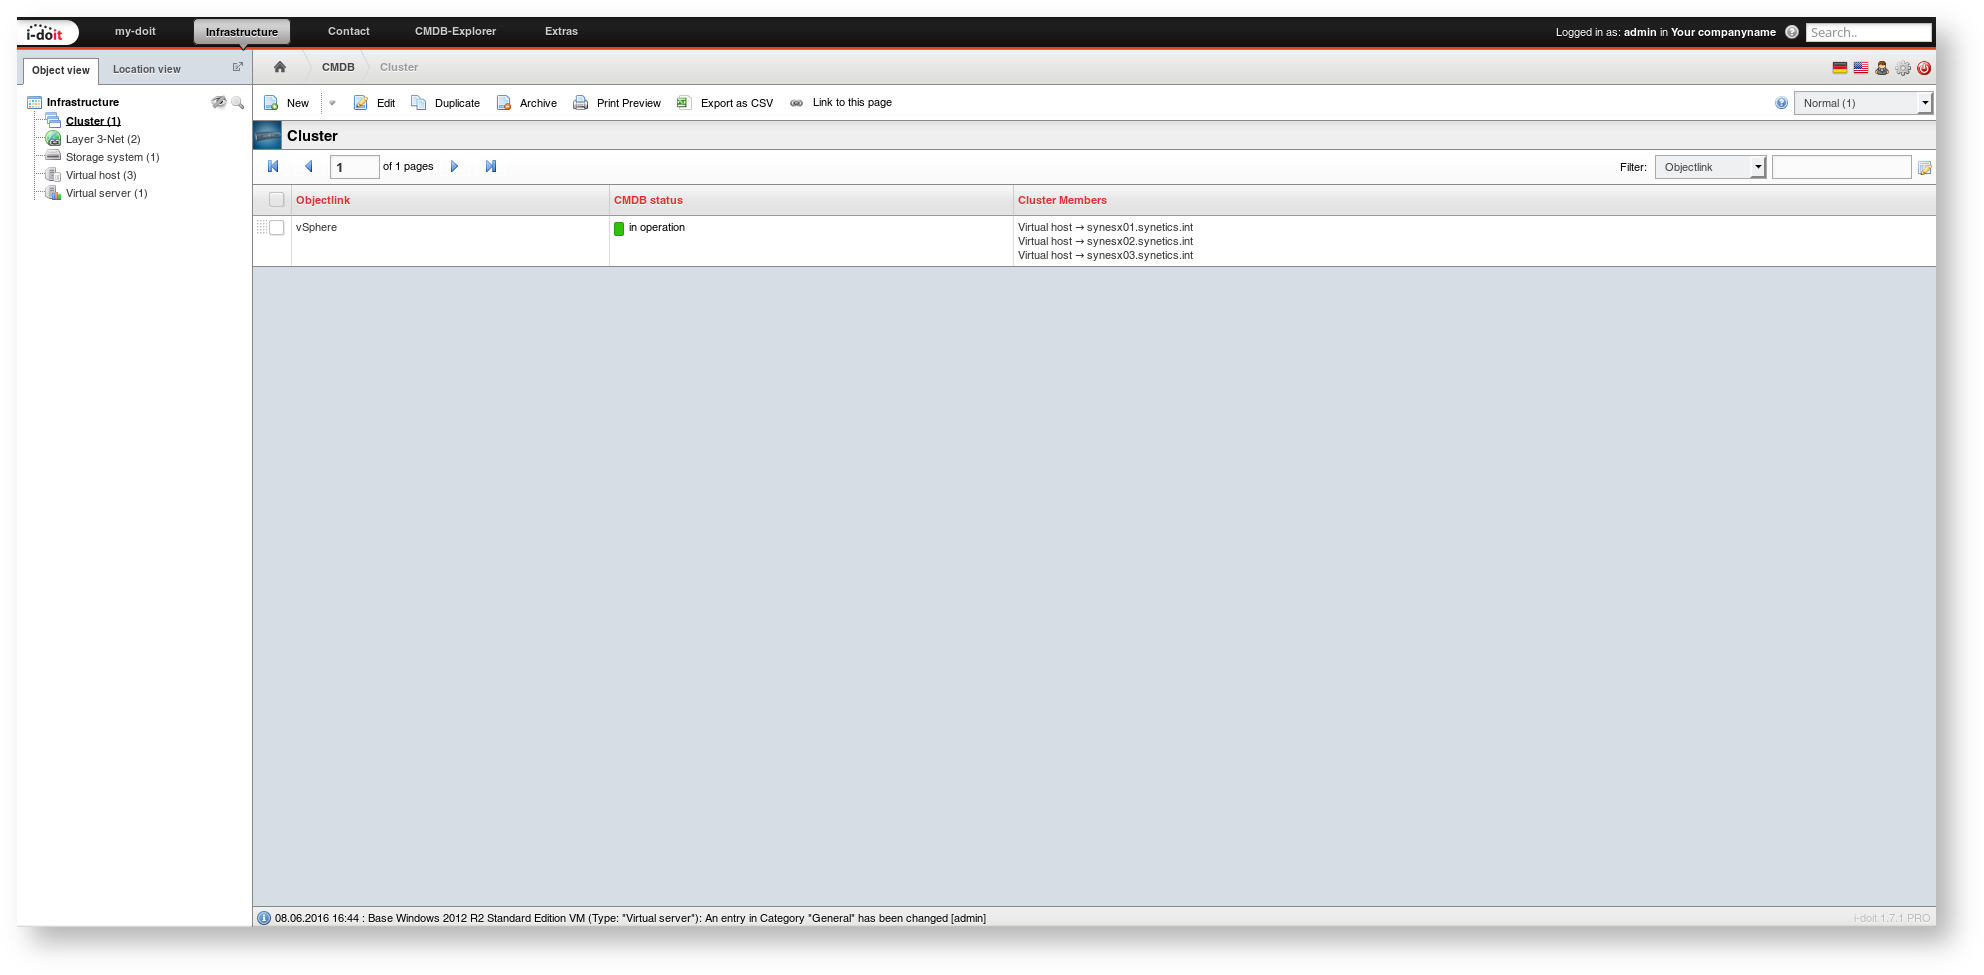 i-doit
my-doit Infrastructure Contact CMDB-Explorer Extras
Logged in as: admin in Your companyname Search..
Object view Location view
CMDB Cluster
Infrastructure
Cluster (1)
Layer 3-Net (2)
Storage system (1)
Virtual host (3)
Virtual server (1)
New Edit Duplicate Archive Print Preview Export as CSV Link to this page
Normal (1)
Cluster
1 of 1 pages
Filter: Objectlink
Objectlink CMDB status Cluster Members
vSphere in operation Virtual host → synesx01.synetics.int
Virtual host → synesx02.synetics.int
Virtual host → synesx03.synetics.int
08.06.2016 16:44 : Base Windows 2012 R2 Standard Edition VM (Type: "Virtual server"): An entry in Category "General" has been changed [admin]
i-doit 1.7.1 PRO